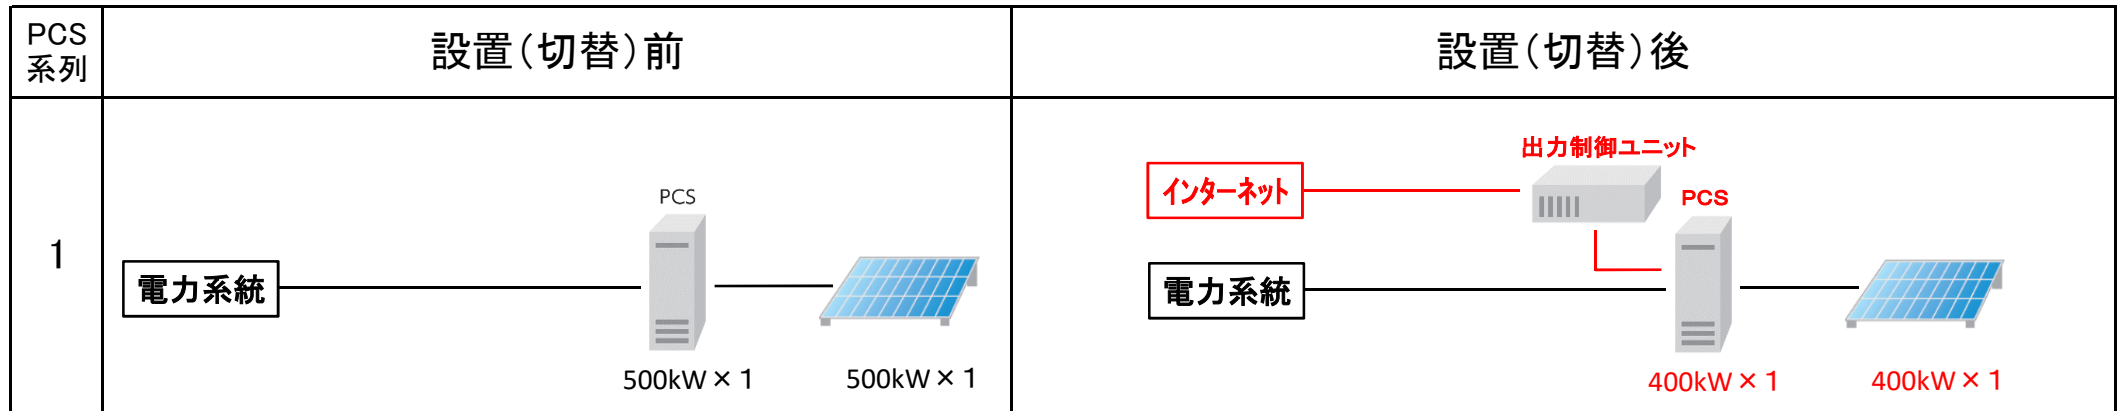 PCS
系列
設置(切替)前
設置(切替)後
1
電力系統
PCS
500kW×1
500kW×1
インターネット
出力制御ユニット
PCS
電力系統
400kW×1
400kW×1